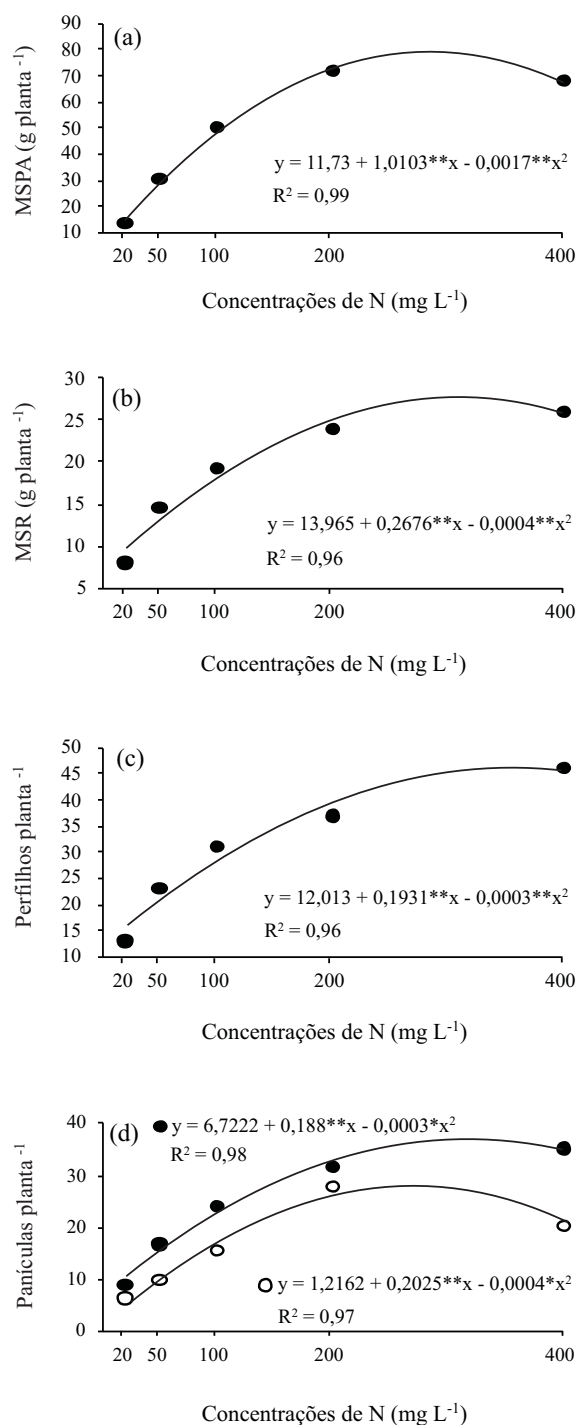 (a)
MSPA (g planta -1)
90
80
70
60
50
40
30
20
10
y = 11,73 + 1,0103**x - 0,0017**x2
R2 = 0,99
20 50 100 200 400
Concentrações de N (mg L-1)
(b)
MSR (g planta -1)
30
25
20
15
10
5
y = 13,965 + 0,2676**x - 0,0004**x2
R2 = 0,96
20 50 100 200 400
Concentrações de N (mg L-1)
(c)
Perfilhos planta -1
50
45
40
35
30
25
20
15
10
y = 12,013 + 0,1931**x - 0,0003**x2
R2 = 0,96
20 50 100 200 400
Concentrações de N (mg L-1)
(d)
Panículas planta -1
40
30
20
10
0
y = 6,7222 + 0,188**x - 0,0003*x2
R2 = 0,98
y = 1,2162 + 0,2025**x - 0,0004*x2
R2 = 0,97
20 50 100 200 400
Concentrações de N (mg L-1)